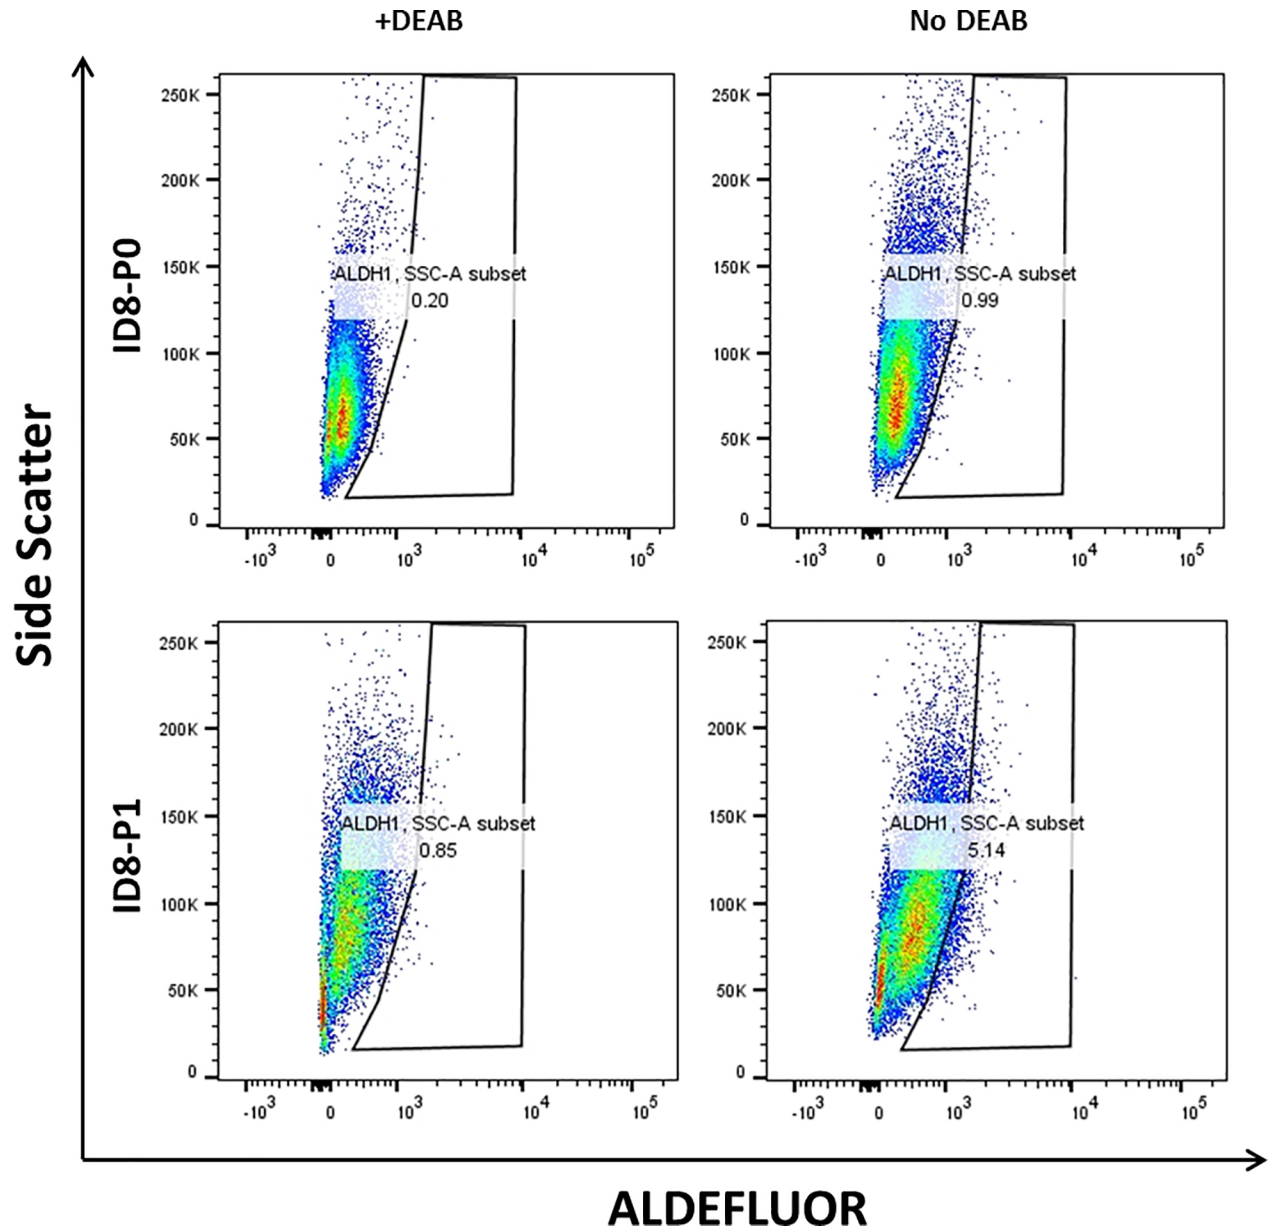 +DEAB
No DEAB
Side Scatter
ID8-P0
250K
200K
150K
100K
50K
0
ALDH1, SSC-A subset
0.20
-10^3 0 10^3 10^4 10^5
250K
200K
150K
100K
50K
0
ALDH1, SSC-A subset
0.99
-10^3 0 10^3 10^4 10^5
ID8-P1
250K
200K
150K
100K
50K
0
ALDH1, SSC-A subset
0.85
-10^3 0 10^3 10^4 10^5
250K
200K
150K
100K
50K
0
ALDH1, SSC-A subset
5.14
-10^3 0 10^3 10^4 10^5
ALDEFLUOR